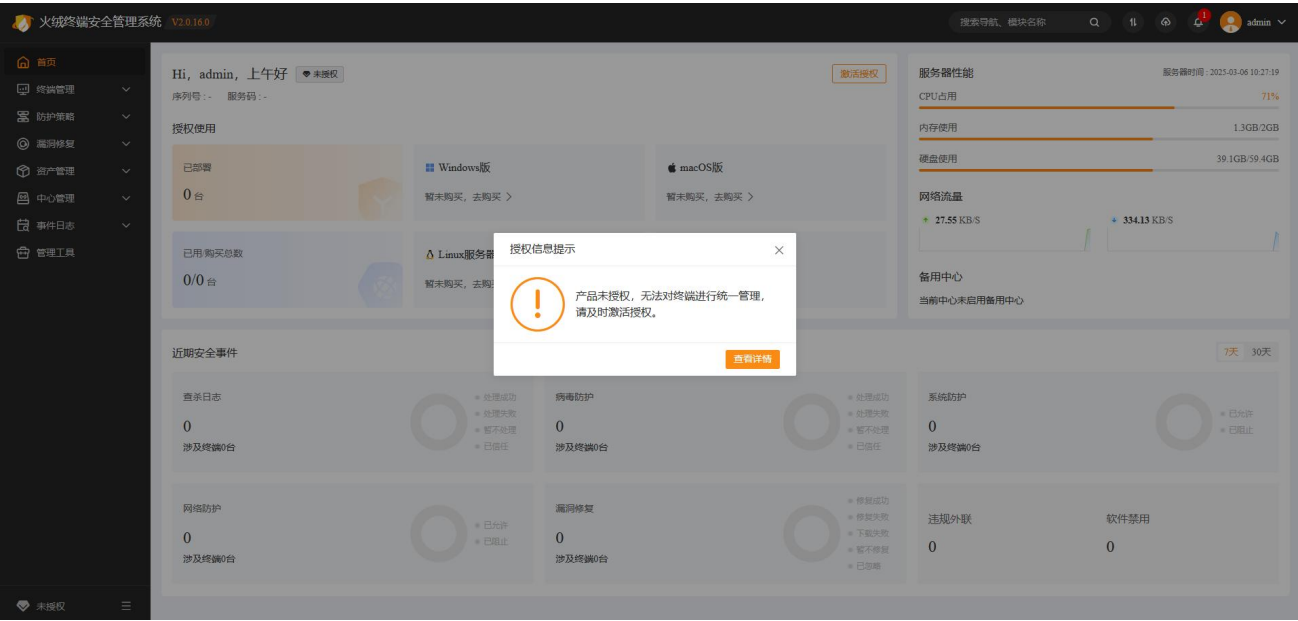 火绒终端安全管理系统 V2.0.16.0
搜索导航、模块名称
1
admin
首页
终端管理
防护策略
漏洞修复
资产管理
中心管理
事件日志
管理工具
未授权
Hi, admin, 上午好 未授权
激活授权
序列号：- 服务码：-
授权使用
已部署
0 台
Windows版
暂未购买，去购买 >
macOS版
暂未购买，去购买 >
已用/购买总数
0/0 台
Linux服务器
暂未购买，去购
服务器性能
服务器时间：2025-03-06 10:27:19
CPU占用 71%
内存使用 1.3GB/2GB
硬盘使用 39.1GB/59.4GB
网络流量
27.55 KB/S
334.13 KB/S
备用中心
当前中心未启用备用中心
授权信息提示
产品未授权，无法对终端进行统一管理，
请及时激活授权。
查看详情
近期安全事件
7天 30天
查杀日志
0
涉及终端0台
处理成功
处理失败
暂不处理
已信任
病毒防护
0
涉及终端0台
处理成功
处理失败
暂不处理
已信任
系统防护
0
涉及终端0台
已允许
已阻止
网络防护
0
涉及终端0台
已允许
已阻止
漏洞修复
0
涉及终端0台
修复成功
修复失败
下载失败
暂不修复
已忽略
违规外联
0
软件禁用
0